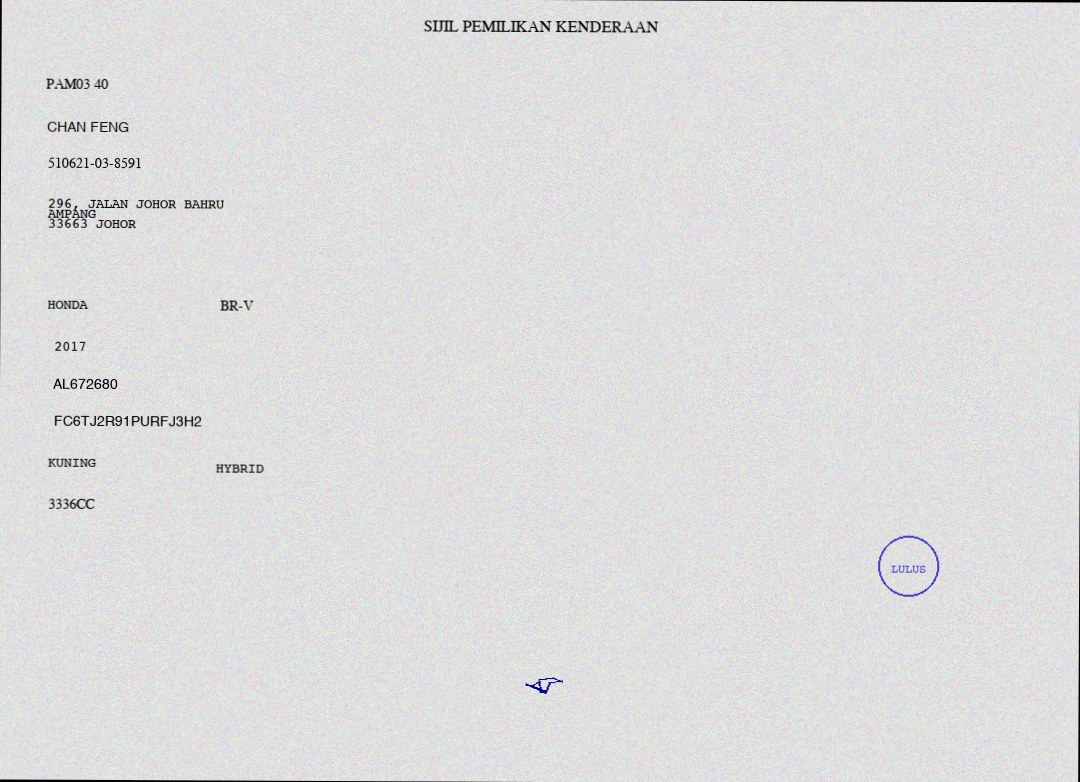 SIJIL PEMILIKAN KENDERAAN
PAM03 40
CHAN FENG
510621-03-8591
296, JALAN JOHOR BAHRU
AMPANG
33663 JOHOR
HONDA BR-V
2017
AL672680
FC6TJ2R91PURFJ3H2
KUNING HYBRID
3336CC
LULUS